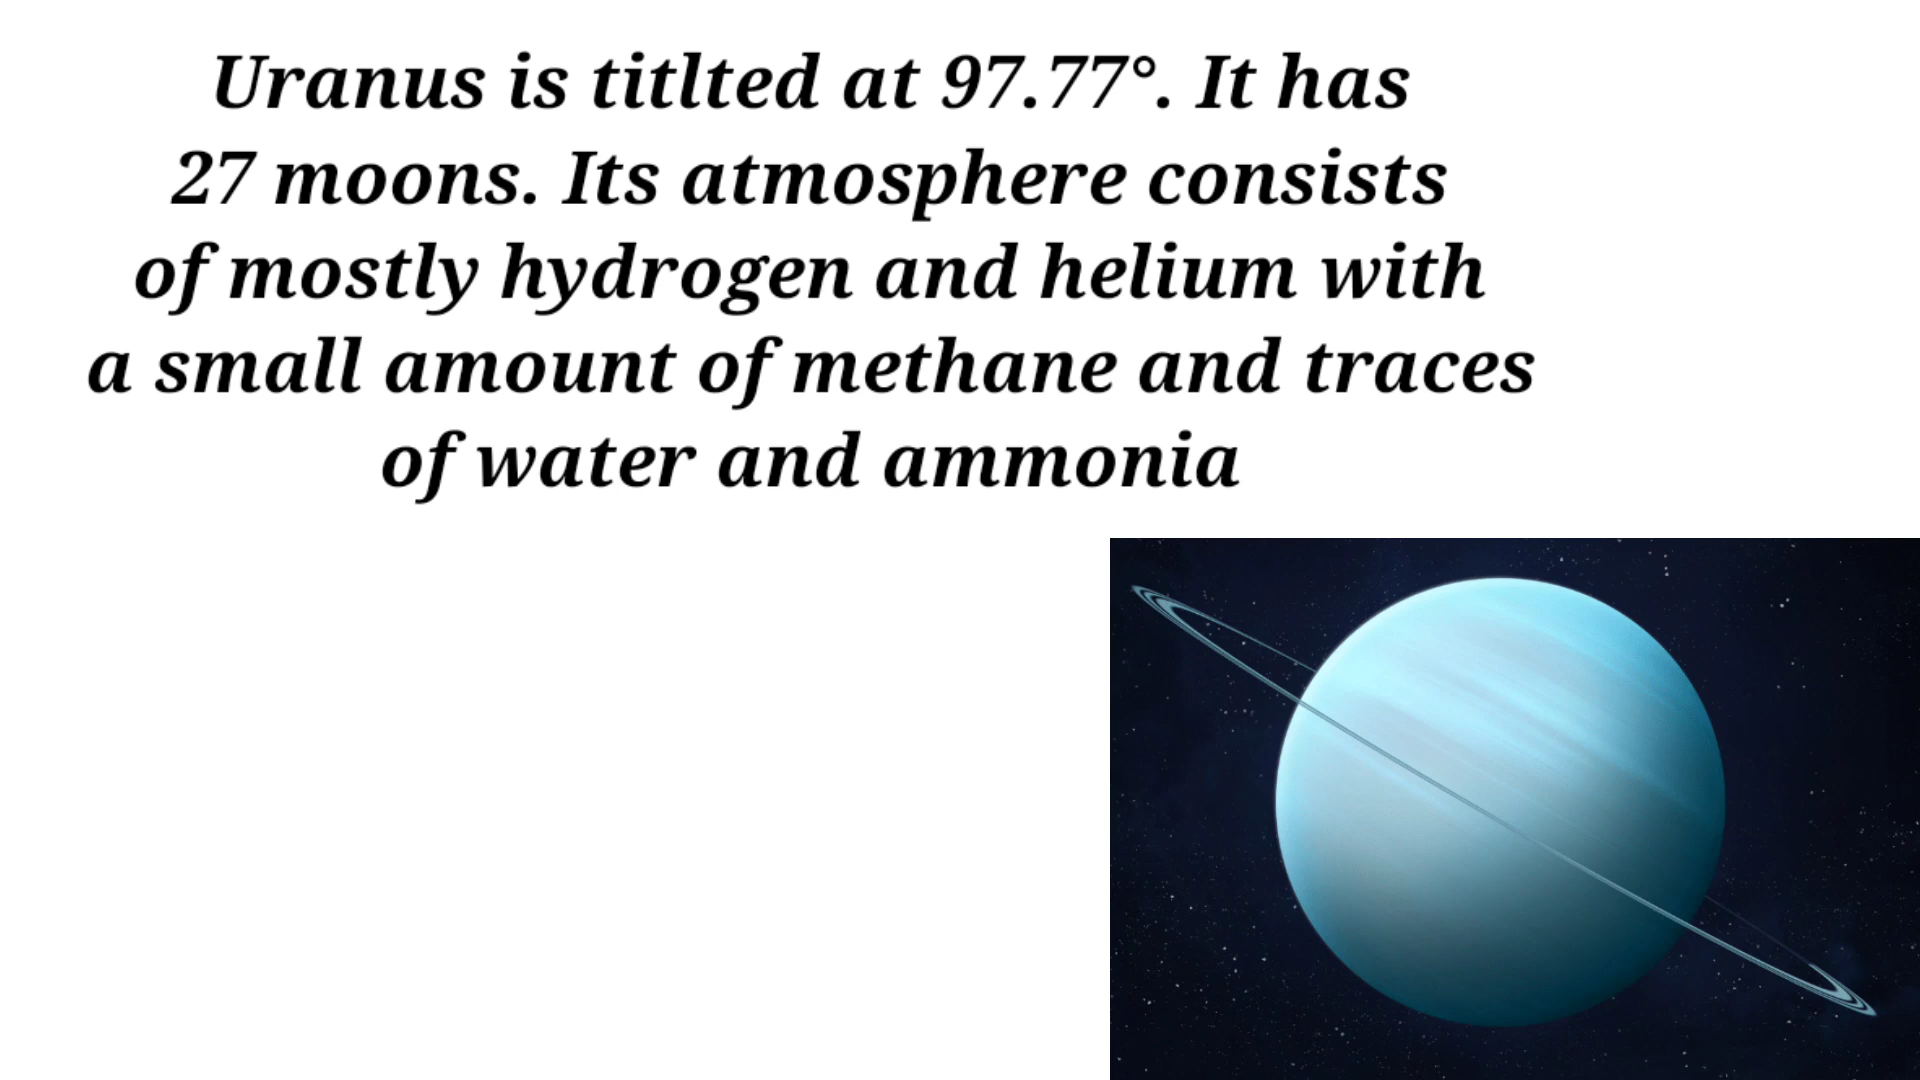 Uranus is titlted at 97.77°. It has
27 moons. Its atmosphere consists
of mostly hydrogen and helium with
a small amount of methane and traces
of water and ammonia